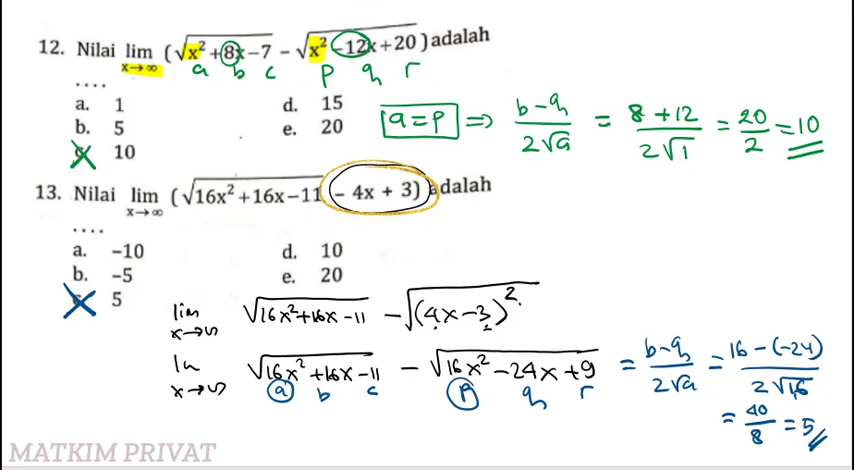 12. Nilai lim x→∞ (√x² + 8x − 7 − √x² − 12x + 20) adalah
a b c p q r
....
a. 1 d. 15
b. 5 e. 20
10
a = p ⇒ b − q / 2√a = 8 + 12 / 2√1 = 20 / 2 = 10
13. Nilai lim x→∞ (√16x² + 16x − 11 − 4x + 3) adalah
....
a. −10 d. 10
b. −5 e. 20
5
lim x→∞ √16x² + 16x − 11 − √(4x − 3)²
lim x→∞ √16x² + 16x − 11 − √16x² − 24x + 9 = b − q / 2√a = 16 − (−24) / 2√16
a b c p q r
= 40 / 8 = 5
MATKIM PRIVAT